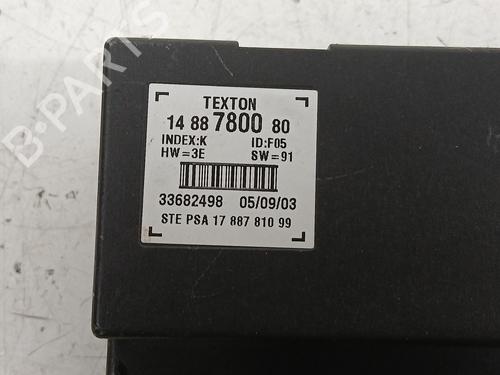 TEXTON
14 88 7800 80
INDEX:K ID:F05
HW=3E SW=91
33682498 05/09/03
STE PSA 17 887 810 99
B-PARTS